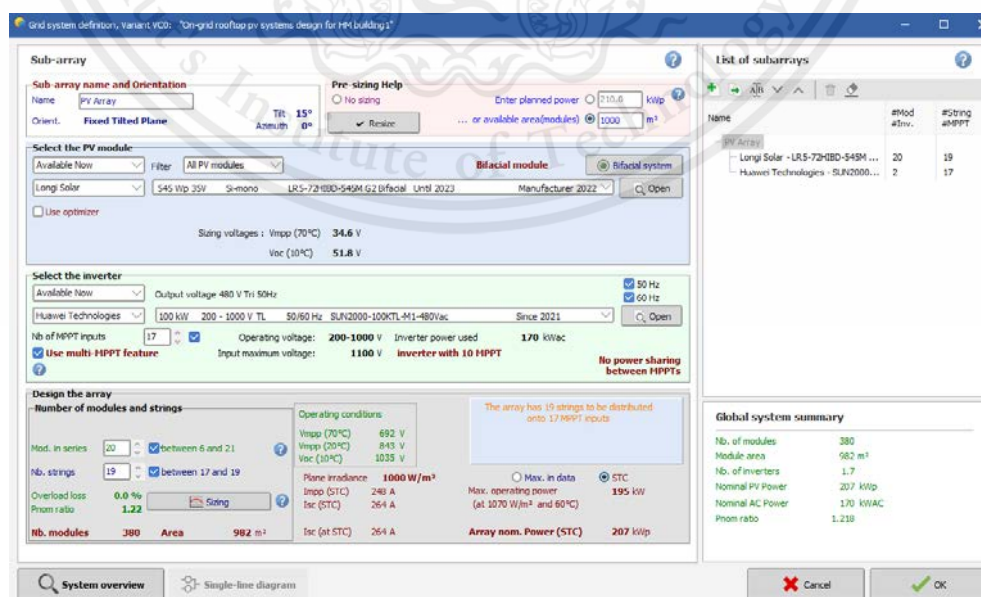 Grid system definition, Variant VC0: "On-grid rooftop pv systems design for HM building1"
Sub-array
Sub-array name and Orientation
Name PV Array
Orient. Fixed Tilted Plane
Tilt 15°
Azimuth 0°
Pre-sizing Help
No sizing
Enter planned power 210.6 kWp
Resize
... or available area(modules) 1000 m²
Select the PV module
Available Now Filter All PV modules
Bifacial module Bifacial system
Longi Solar 545 Wp 35V Si-mono LR5-72HIBD-545M G2 Bifacial Until 2023 Manufacturer 2022 Open
Use optimizer
Sizing voltages : Vmpp (70°C) 34.6 V
Voc (10°C) 51.8 V
Select the inverter
Available Now Output voltage 480 V Tri 50Hz
50 Hz
60 Hz
Huawei Technologies 100 kW 200 - 1000 V TL 50/60 Hz SUN2000-100KTL-M1-480Vac Since 2021 Open
Nb of MPPT inputs 17 Operating voltage: 200-1000 V Inverter power used 170 kWac
Use multi-MPPT feature Input maximum voltage: 1100 V inverter with 10 MPPT
No power sharing
between MPPTs
Design the array
Number of modules and strings
Mod. in series 20 between 6 and 21
Nb. strings 19 between 17 and 19
Overload loss 0.0 %
Pnom ratio 1.22
Sizing
Nb. modules 380 Area 982 m²
Operating conditions
Vmpp (70°C) 692 V
Vmpp (20°C) 843 V
Voc (10°C) 1035 V
Plane irradiance 1000 W/m²
Impp (STC) 248 A
Isc (STC) 264 A
Isc (at STC) 264 A
The array has 19 strings to be distributed
onto 17 MPPT inputs
Max. in data STC
Max. operating power 195 kW
(at 1070 W/m² and 60°C)
Array nom. Power (STC) 207 kWp
System overview
Single-line diagram
List of subarrays
Name
#Mod
#Inv.
#String
#MPPT
PV Array
Longi Solar - LR5-72HIBD-545M ... 20 19
Huawei Technologies - SUN2000... 2 17
Global system summary
Nb. of modules 380
Module area 982 m²
Nb. of inverters 1.7
Nominal PV Power 207 kWp
Nominal AC Power 170 kWAC
Pnom ratio 1.218
Cancel
OK
's Institute of Technology